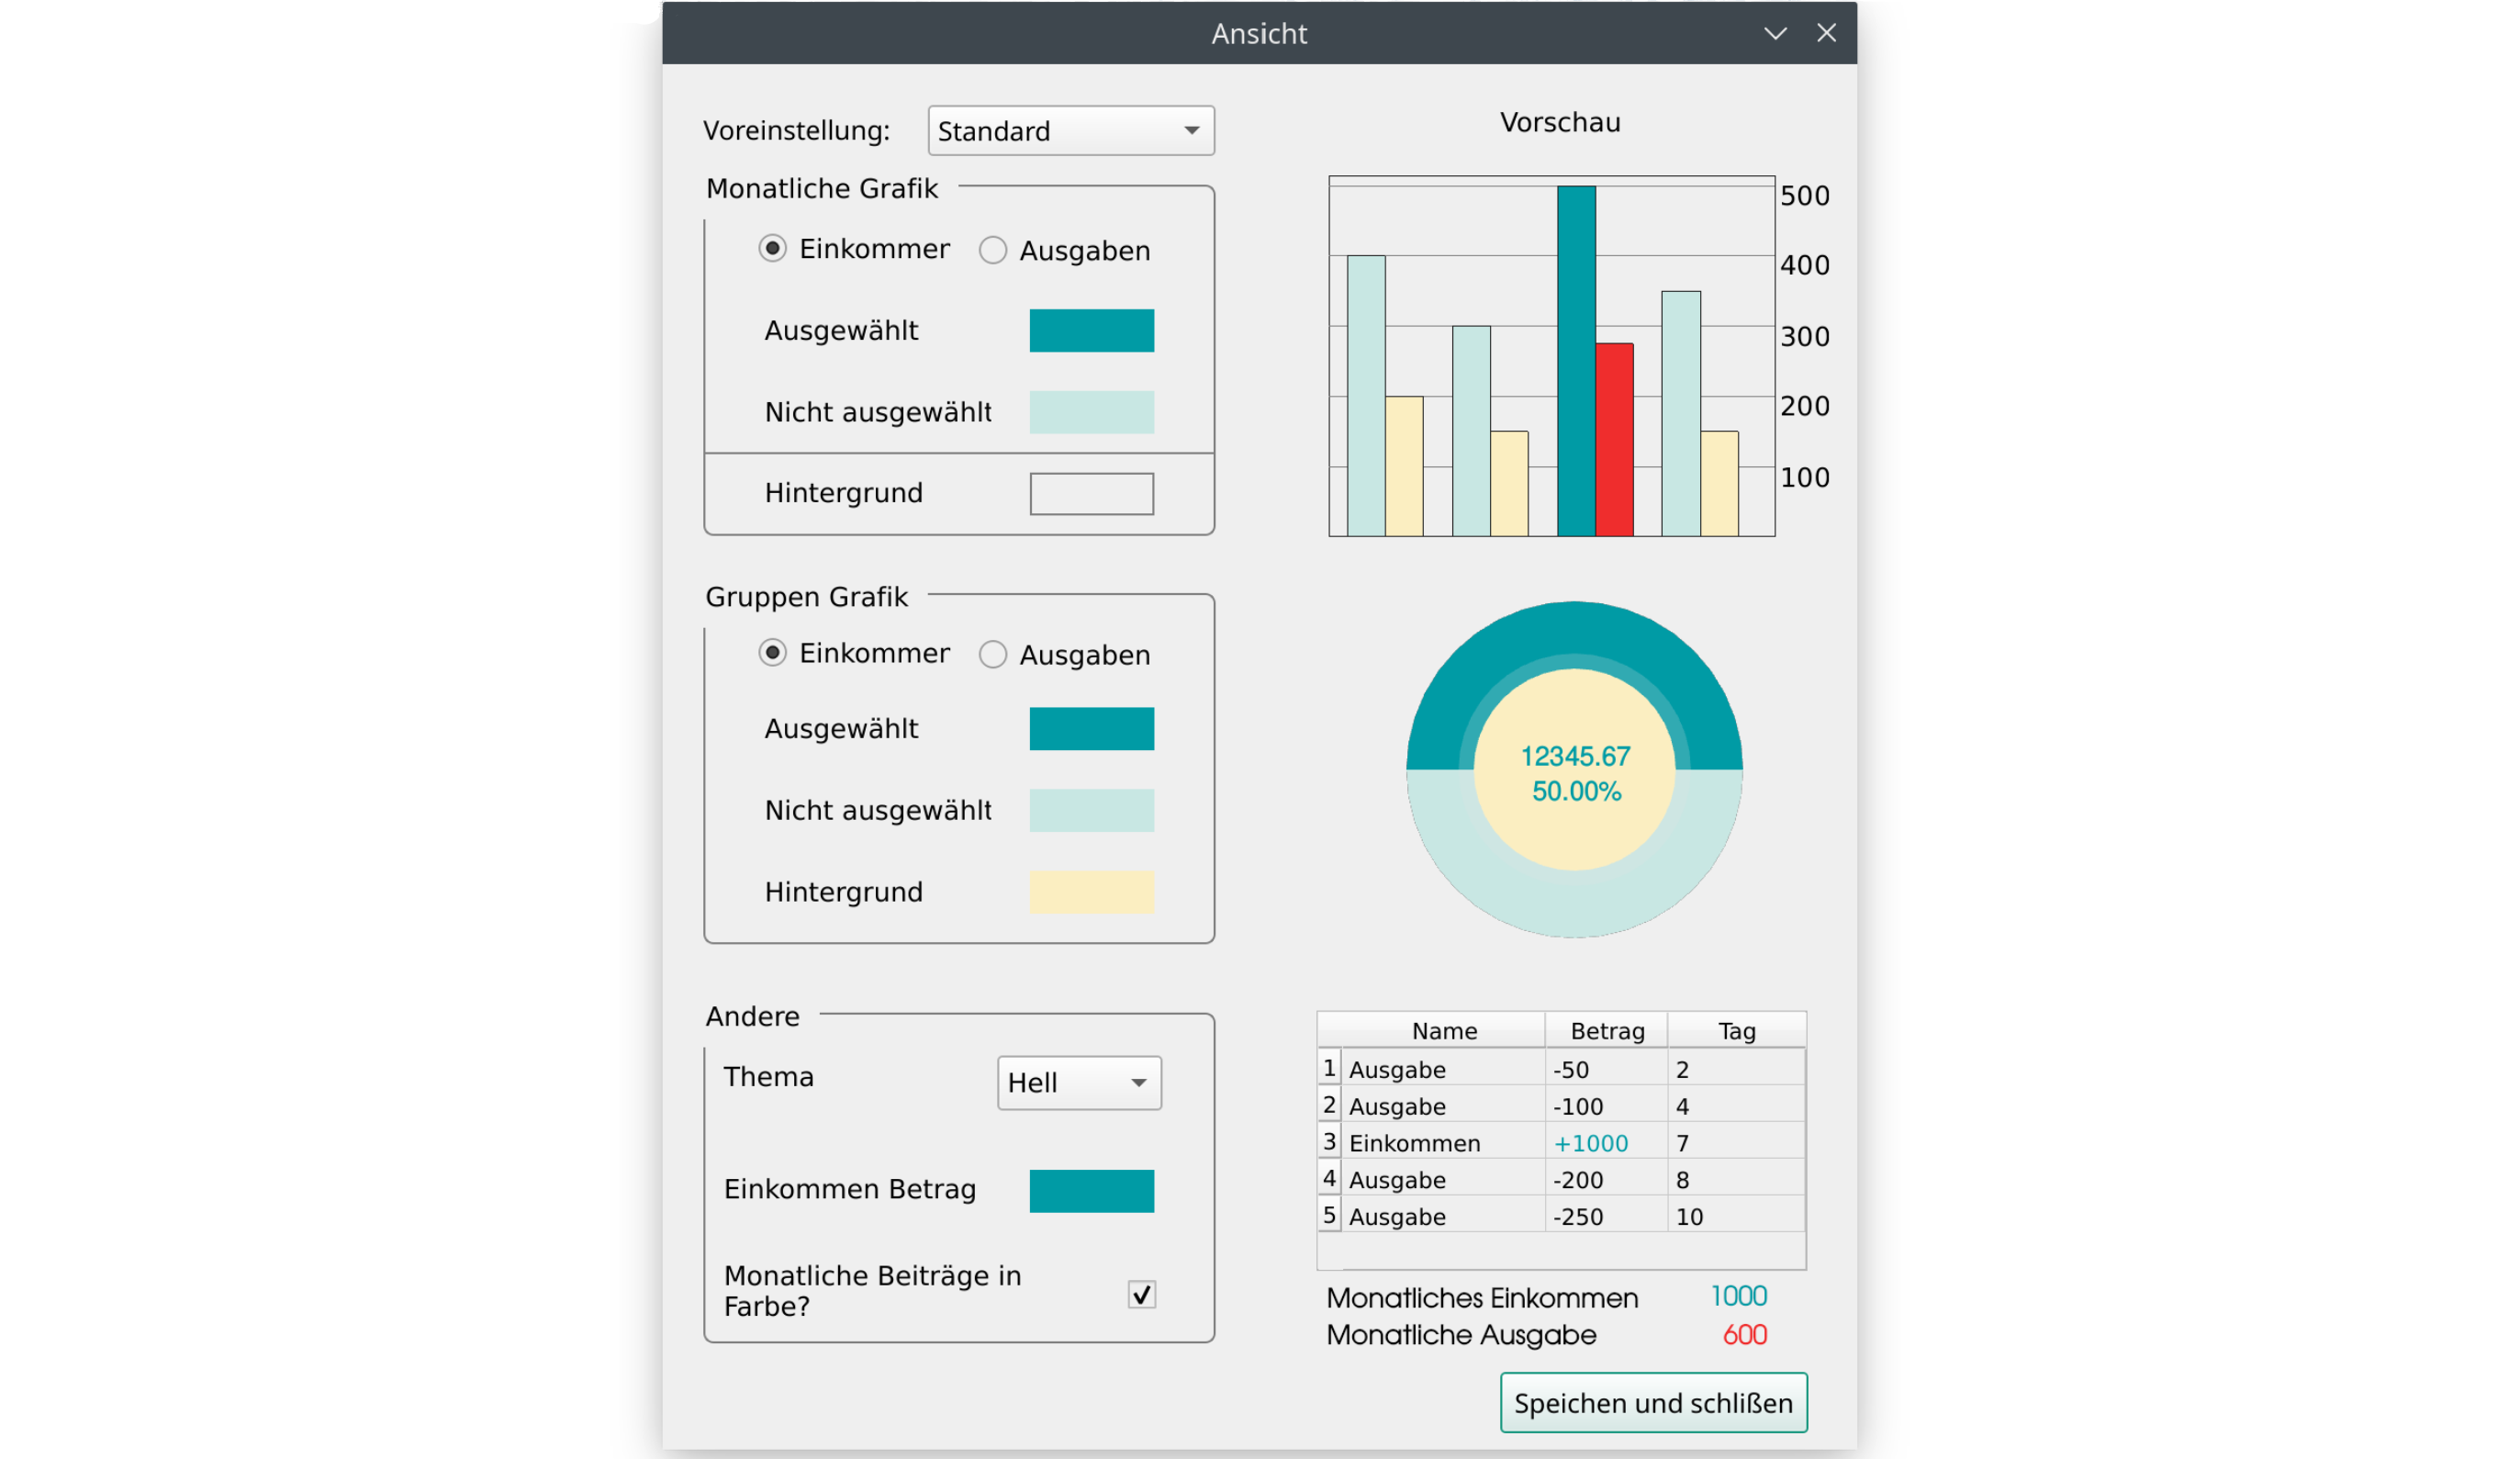 Ansicht
Voreinstellung: Standard
Monatliche Grafik
Einkommer Ausgaben
Ausgewählt
Nicht ausgewählt
Hintergrund
Gruppen Grafik
Einkommer Ausgaben
Ausgewählt
Nicht ausgewählt
Hintergrund
Andere
Thema Hell
Einkommen Betrag
Monatliche Beiträge in
Farbe?
Vorschau
500
400
300
200
100
12345.67
50.00%
Name Betrag Tag
1 Ausgabe -50 2
2 Ausgabe -100 4
3 Einkommen +1000 7
4 Ausgabe -200 8
5 Ausgabe -250 10
Monatliches Einkommen 1000
Monatliche Ausgabe 600
Speichen und schlißen